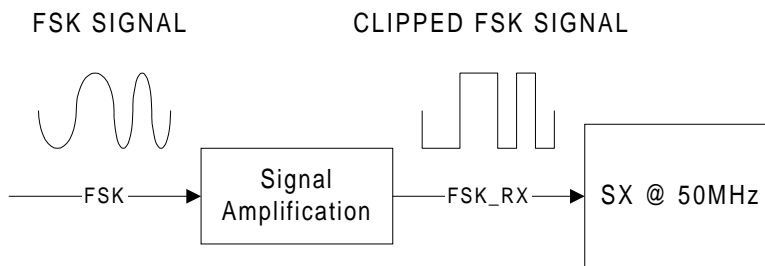 FSK SIGNAL
CLIPPED FSK SIGNAL
FSK
Signal
Amplification
FSK_RX
SX @ 50MHz